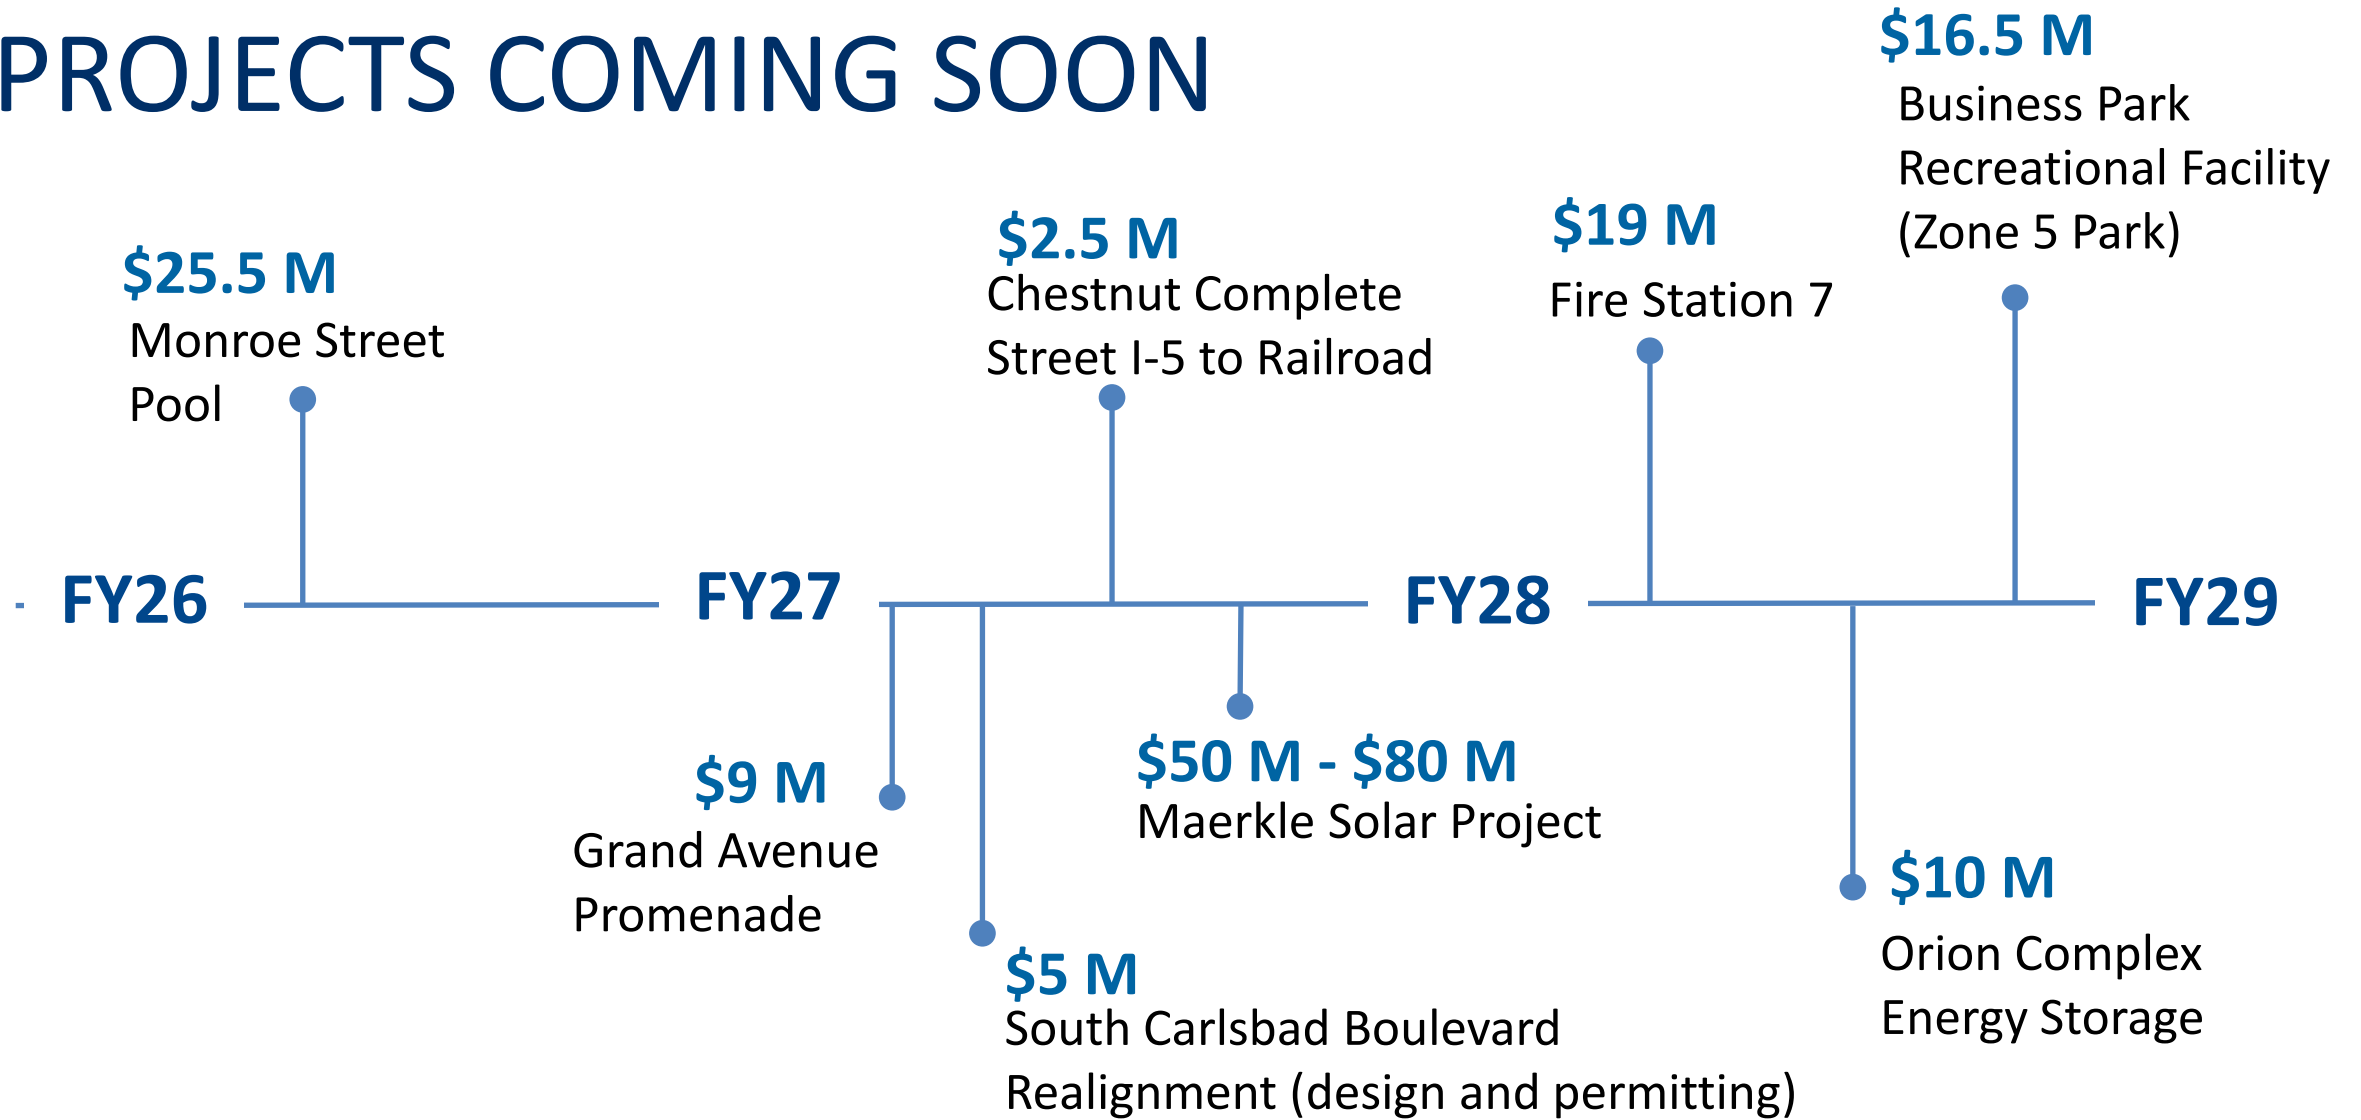 PROJECTS COMING SOON
$25.5 M
Monroe Street
Pool
$2.5 M
Chestnut Complete
Street I-5 to Railroad
$19 M
Fire Station 7
$16.5 M
Business Park
Recreational Facility
(Zone 5 Park)
- FY26
FY27
FY28
FY29
$9 M
Grand Avenue
Promenade
$5 M
South Carlsbad Boulevard
Realignment (design and permitting)
$50 M - $80 M
Maerkle Solar Project
$10 M
Orion Complex
Energy Storage